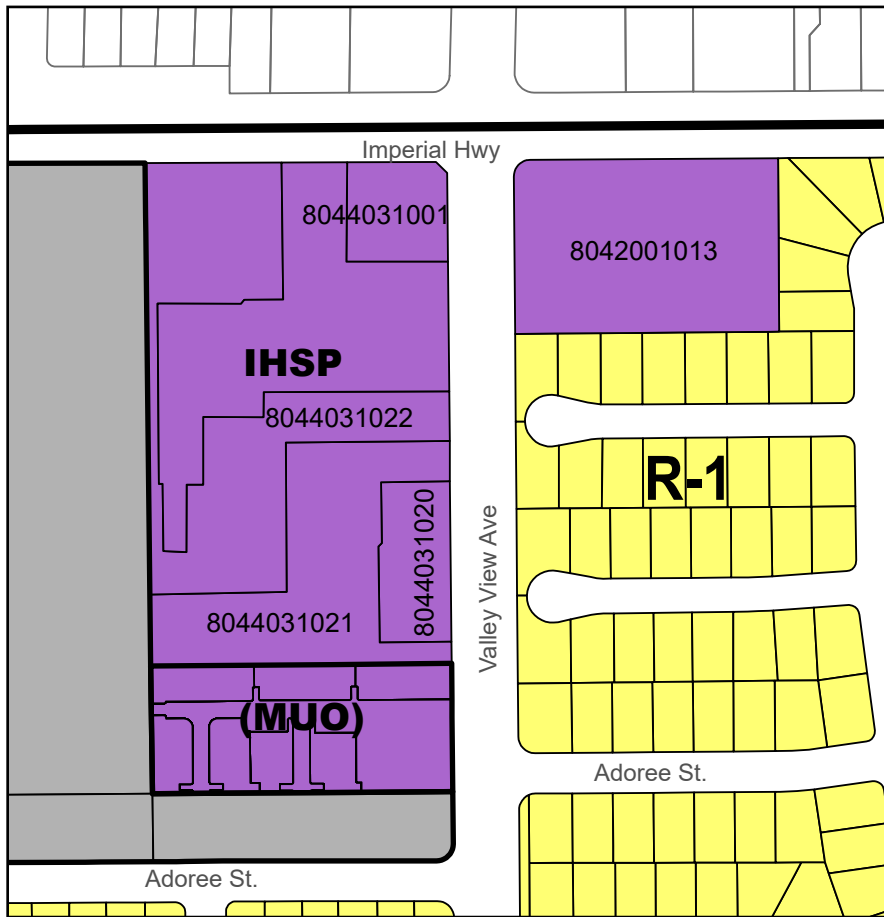 Imperial Hwy
8044031001
8042001013
IHSP
8044031022
R-1
8044031020
Valley View Ave
8044031021
(MUO)
Adoree St.
Adoree St.